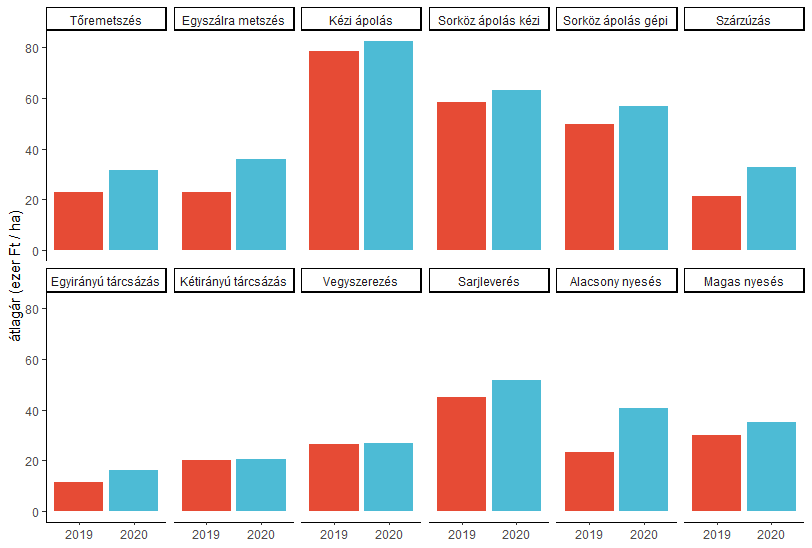 Tőremetszés
Egyszálra metszés
Kézi ápolás
Sorköz ápolás kézi
Sorköz ápolás gépi
Szárzúzás
80
60
40
20
0
átlagár (ezer Ft / ha)
Egyirányú tárcsázás
Kétirányú tárcsázás
Vegyszerezés
Sarjleverés
Alacsony nyesés
Magas nyesés
80
60
40
20
0
2019 2020
2019 2020
2019 2020
2019 2020
2019 2020
2019 2020